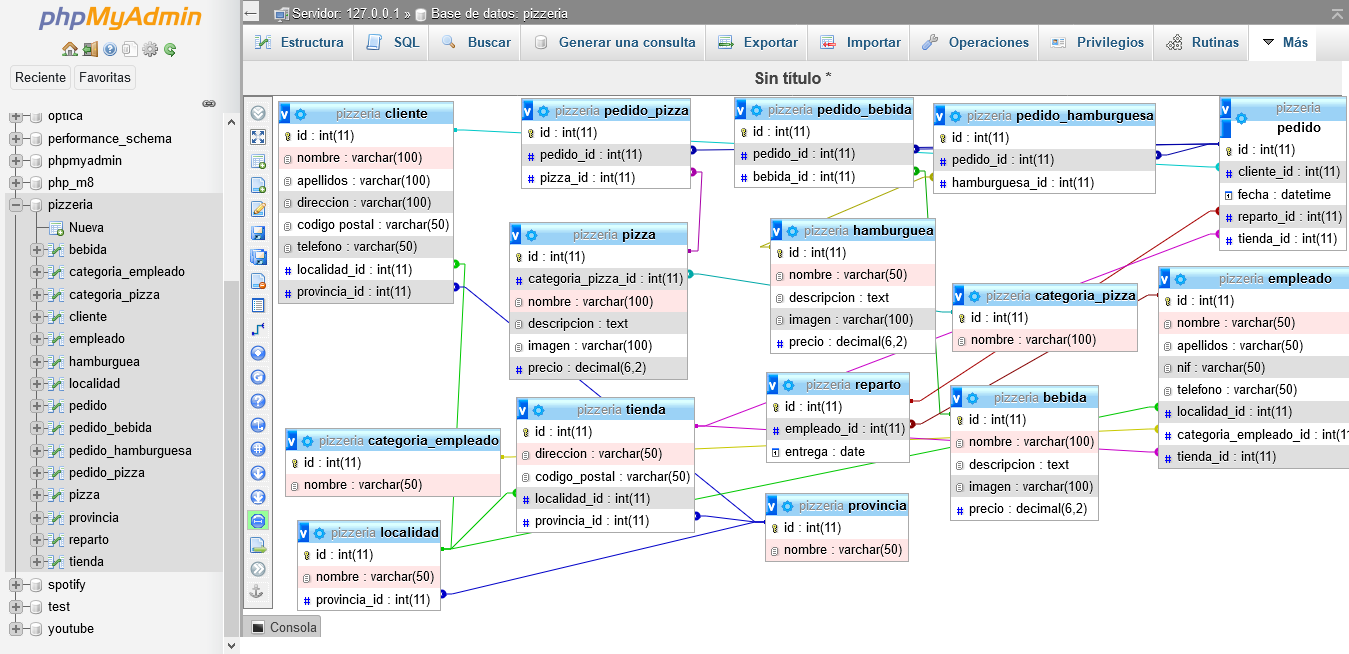 phpMyAdmin
Reciente
Favoritas
optica
performance_schema
phpmyadmin
php_m8
pizzeria
Nueva
bebida
categoria_empleado
categoria_pizza
cliente
empleado
hamburguea
localidad
pedido
pedido_bebida
pedido_hamburguesa
pedido_pizza
pizza
provincia
reparto
tienda
spotify
test
youtube
Servidor: 127.0.0.1 » Base de datos: pizzeria
Estructura SQL Buscar Generar una consulta Exportar Importar Operaciones Privilegios Rutinas Más
Sin título *
v pizzeria cliente
id : int(11)
nombre : varchar(100)
apellidos : varchar(100)
direccion : varchar(100)
codigo postal : varchar(50)
telefono : varchar(50)
# localidad_id : int(11)
# provincia_id : int(11)
v pizzeria pedido_pizza
id : int(11)
# pedido_id : int(11)
# pizza_id : int(11)
v pizzeria pedido_bebida
id : int(11)
# pedido_id : int(11)
# bebida_id : int(11)
v pizzeria pedido_hamburguesa
id : int(11)
# pedido_id : int(11)
# hamburguesa_id : int(11)
v pizzeria
pedido
id : int(11)
# cliente_id : int(11)
fecha : datetime
# reparto_id : int(11)
# tienda_id : int(11)
v pizzeria pizza
id : int(11)
# categoria_pizza_id : int(11)
nombre : varchar(100)
descripcion : text
imagen : varchar(100)
# precio : decimal(6,2)
v pizzeria hamburguea
id : int(11)
nombre : varchar(50)
descripcion : text
imagen : varchar(100)
# precio : decimal(6,2)
v pizzeria categoria_pizza
id : int(11)
nombre : varchar(100)
v pizzeria empleado
id : int(11)
nombre : varchar(50)
apellidos : varchar(50)
nif : varchar(50)
telefono : varchar(50)
# localidad_id : int(11)
# categoria_empleado_id : int(11
# tienda_id : int(11)
v pizzeria tienda
id : int(11)
direccion : varchar(50)
codigo_postal : varchar(50)
# localidad_id : int(11)
# provincia_id : int(11)
v pizzeria reparto
id : int(11)
# empleado_id : int(11)
entrega : date
v pizzeria bebida
id : int(11)
nombre : varchar(100)
descripcion : text
imagen : varchar(100)
# precio : decimal(6,2)
v pizzeria categoria_empleado
id : int(11)
nombre : varchar(50)
v pizzeria provincia
id : int(11)
nombre : varchar(50)
v pizzeria localidad
id : int(11)
nombre : varchar(50)
# provincia_id : int(11)
Consola